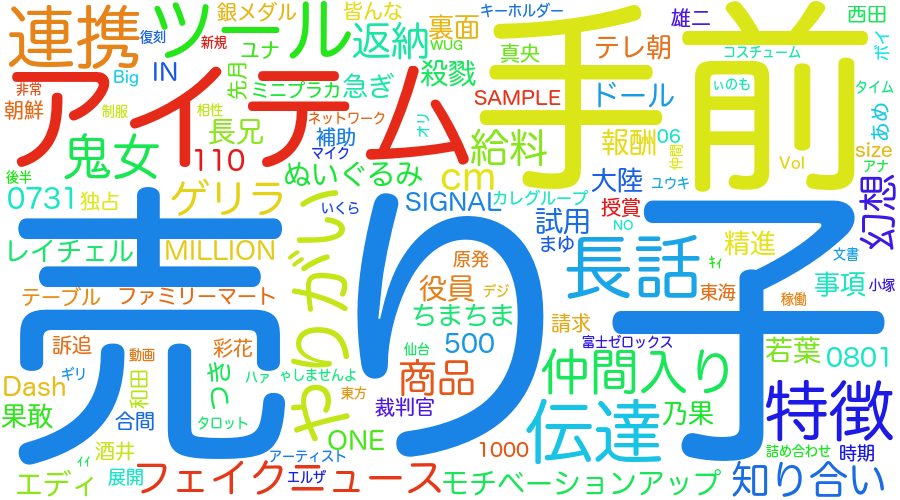 連携
復刻
新規
ツール
銀メダル
皆んな
ユナ
返納
裏面
WUG
キーホルダー
真央
雄二
西田
ボイ
手前
コスチューム
テレ朝
非常
Big
IN
先月
ミニプラカ
急ぎ
殺戮
SAMPLE
ドール
ぃのも
タイム
朝鮮
アイテム
制服
相性
長兄
ネットワーク
補助
オリ
給料
報酬
06
仲間
Vol
あめ
size
アナ
鬼女
110
マイク
ぬいぐるみ
cm
大陸
ユウキ
幻想
後半
0731
独占
ゲリラ
いくら
SIGNAL
カレグループ
授賞
NO
試用
まゆ
レイチェル
MILLION
やりがい
売り子
長話
キイ
精進
文書
原発
役員
デジ
東海
稼働
事項
小塚
テーブル
ファミリーマート
ちまちま
請求
訴追
動画
彩花
500
仙台
富士ゼロックス
若葉
0801
Dash
ギリ
和田
つき
ハァ
ゃしませんよ
東方
商品
仲間入り
特徴
果敢
合間
タロット
裁判官
伝達
乃果
ONE
1000
酒井
ィィ
アーティスト
詰め合わせ
時期
エディ
展開
フェイクニュース
エルザ
モチベーションアップ
知り合い